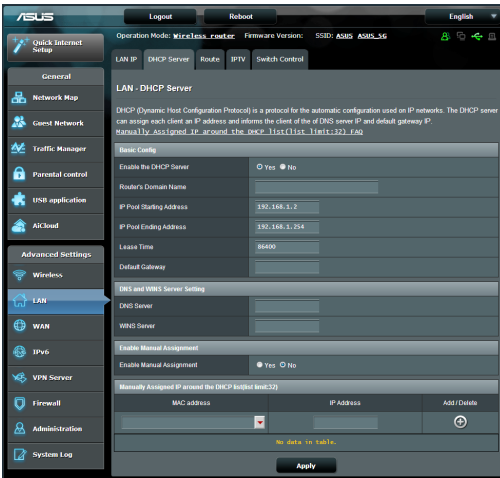 ASUS
Logout
Reboot
English
Quick Internet Setup
Operation Mode: Wireless router Firmware Version: SSID: ASUS ASUS_5G
LAN IP DHCP Server Route IPTV Switch Control
General
Network Map
Guest Network
Traffic Manager
Parental control
USB application
AiCloud
Advanced Settings
Wireless
LAN
WAN
IPv6
VPN Server
Firewall
Administration
System Log
LAN - DHCP Server
DHCP (Dynamic Host Configuration Protocol) is a protocol for the automatic configuration used on IP networks. The DHCP server
can assign each client an IP address and informs the client of the of DNS server IP and default gateway IP.
Manually Assigned IP around the DHCP list(list limit:32) FAQ
Basic Config
Enable the DHCP Server Yes No
Router's Domain Name
IP Pool Starting Address 192.168.1.2
IP Pool Ending Address 192.168.1.254
Lease Time 86400
Default Gateway
DNS and WINS Server Setting
DNS Server
WINS Server
Enable Manual Assignment
Enable Manual Assignment Yes No
Manually Assigned IP around the DHCP list(list limit:32)
MAC address IP Address Add / Delete
No data in table.
Apply